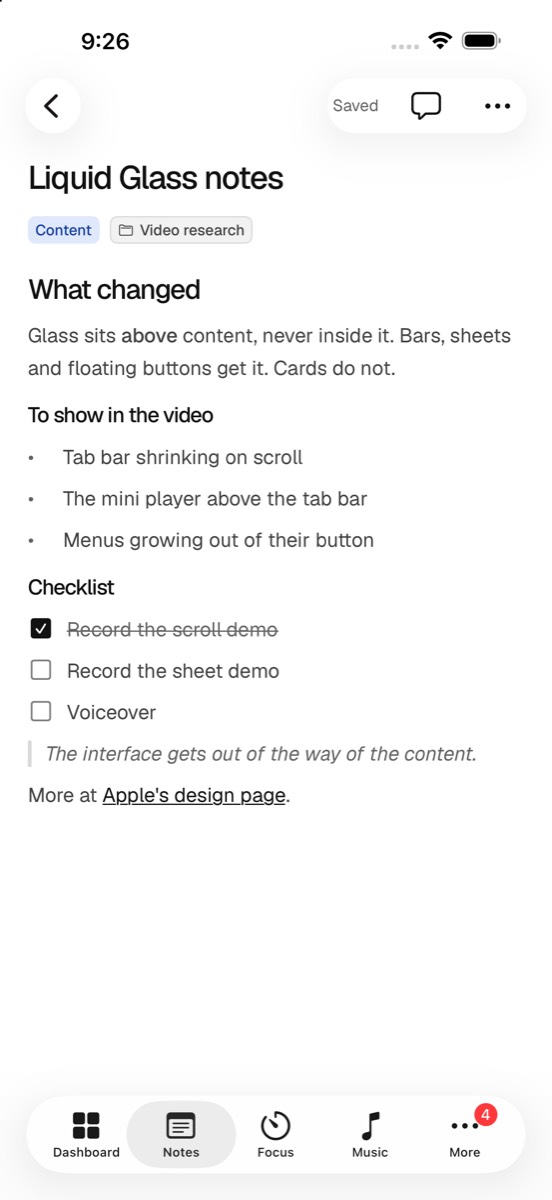 9:26
Saved
Liquid Glass notes
Content
Video research
What changed
Glass sits above content, never inside it. Bars, sheets
and floating buttons get it. Cards do not.
To show in the video
• Tab bar shrinking on scroll
• The mini player above the tab bar
• Menus growing out of their button
Checklist
Record the scroll demo
Record the sheet demo
Voiceover
The interface gets out of the way of the content.
More at Apple's design page.
Dashboard
Notes
Focus
Music
4
More